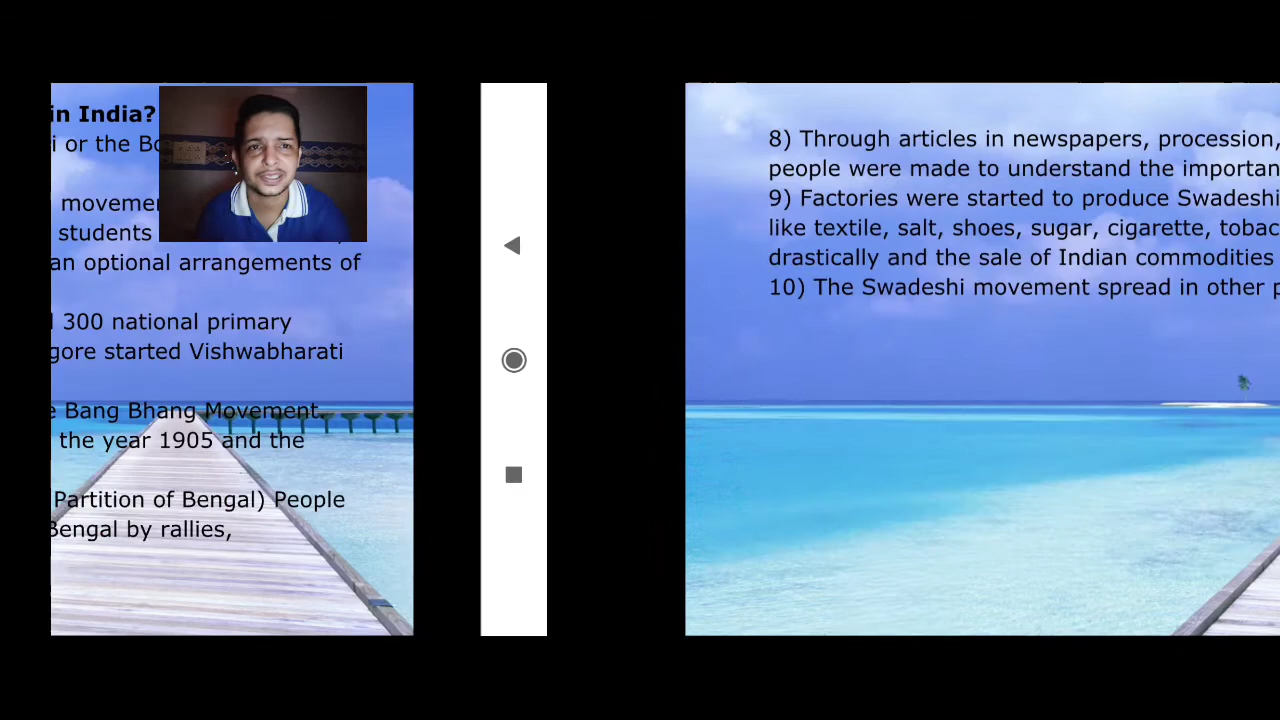 in India?
i or the
movemen
students
an optional arrangements of
300 national primary
gore started Vishwabharati
e Bang Bhang Movement.
the year 1905 and the
Partition of Bengal) People
Bengal by rallies,
8) Through articles in newspapers, procession,
people were made to understand the importan
9) Factories were started to produce Swadeshi
like textile, salt, shoes, sugar, cigarette, tobac
drastically and the sale of Indian commodities
10) The Swadeshi movement spread in other p